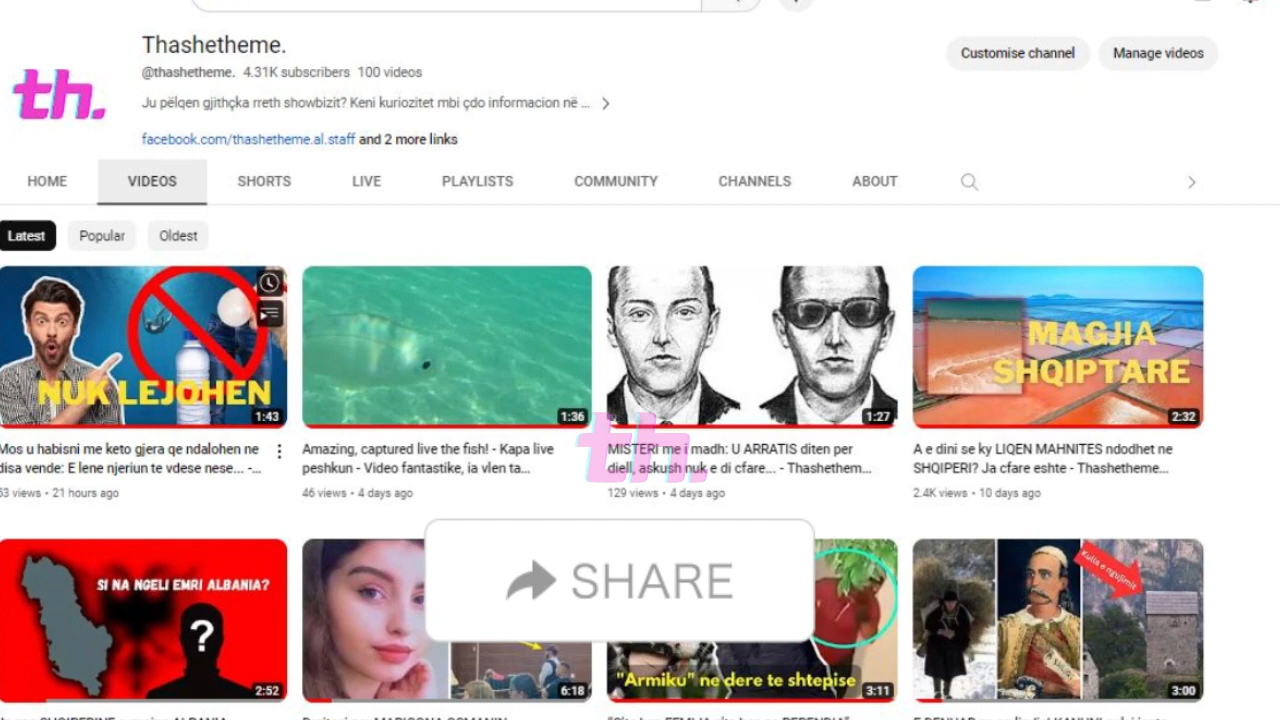 Thashetheme.
@thashetheme. 4.31K subscribers 100 videos
Ju pëlqen gjithçka rreth showbizit? Keni kuriozitet mbi çdo informacion në ...
facebook.com/thashetheme.al.staff and 2 more links
Customise channel
Manage videos
th.
HOME VIDEOS SHORTS LIVE PLAYLISTS COMMUNITY CHANNELS ABOUT
Latest Popular Oldest
NUK LEJOHEN
1:43
1:36
1:27
MAGJIA
SHQIPTARE
2:32
Mos u habisni me keto gjera qe ndalohen ne
disa vende: E lene njeriun te vdese nese... -...
53 views • 21 hours ago
Amazing, captured live the fish! - Kapa live
peshkun - Video fantastike, ia vlen ta...
46 views • 4 days ago
MISTERI me i madh: U ARRATIS diten per
diell, askush nuk e di cfare... - Thashethem...
129 views • 4 days ago
A e dini se ky LIQEN MAHNITES ndodhet ne
SHQIPERI? Ja cfare eshte - Thashetheme...
2.4K views • 10 days ago
th.
SHARE
SI NA NGELI EMRI ALBANIA?
?
2:52
6:18
"Armiku" ne dere te shtepise
3:11
Kulla e ngujimit
3:00